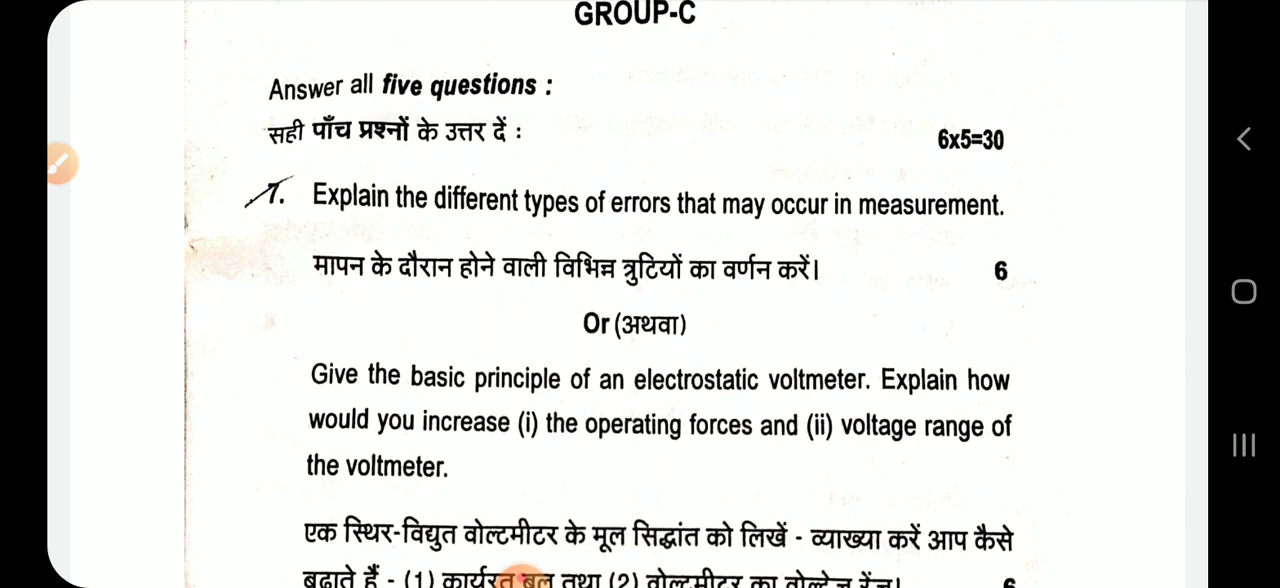 GROUP-C
Answer all five questions :
सही पाँच प्रश्नों के उत्तर दें :
6x5=30
7. Explain the different types of errors that may occur in measurement.
मापन के दौरान होने वाली विभिन्न त्रुटियों का वर्णन करें। 6
Or (अथवा)
Give the basic principle of an electrostatic voltmeter. Explain how
would you increase (i) the operating forces and (ii) voltage range of
the voltmeter.
एक स्थिर-विद्युत वोल्टमीटर के मूल सिद्धांत को लिखें - व्याख्या करें आप कैसे
बढ़ाते हैं - (1) कार्यरत बल तथा (2) वोल्टमीटर का वोल्टेज रेंज। 6